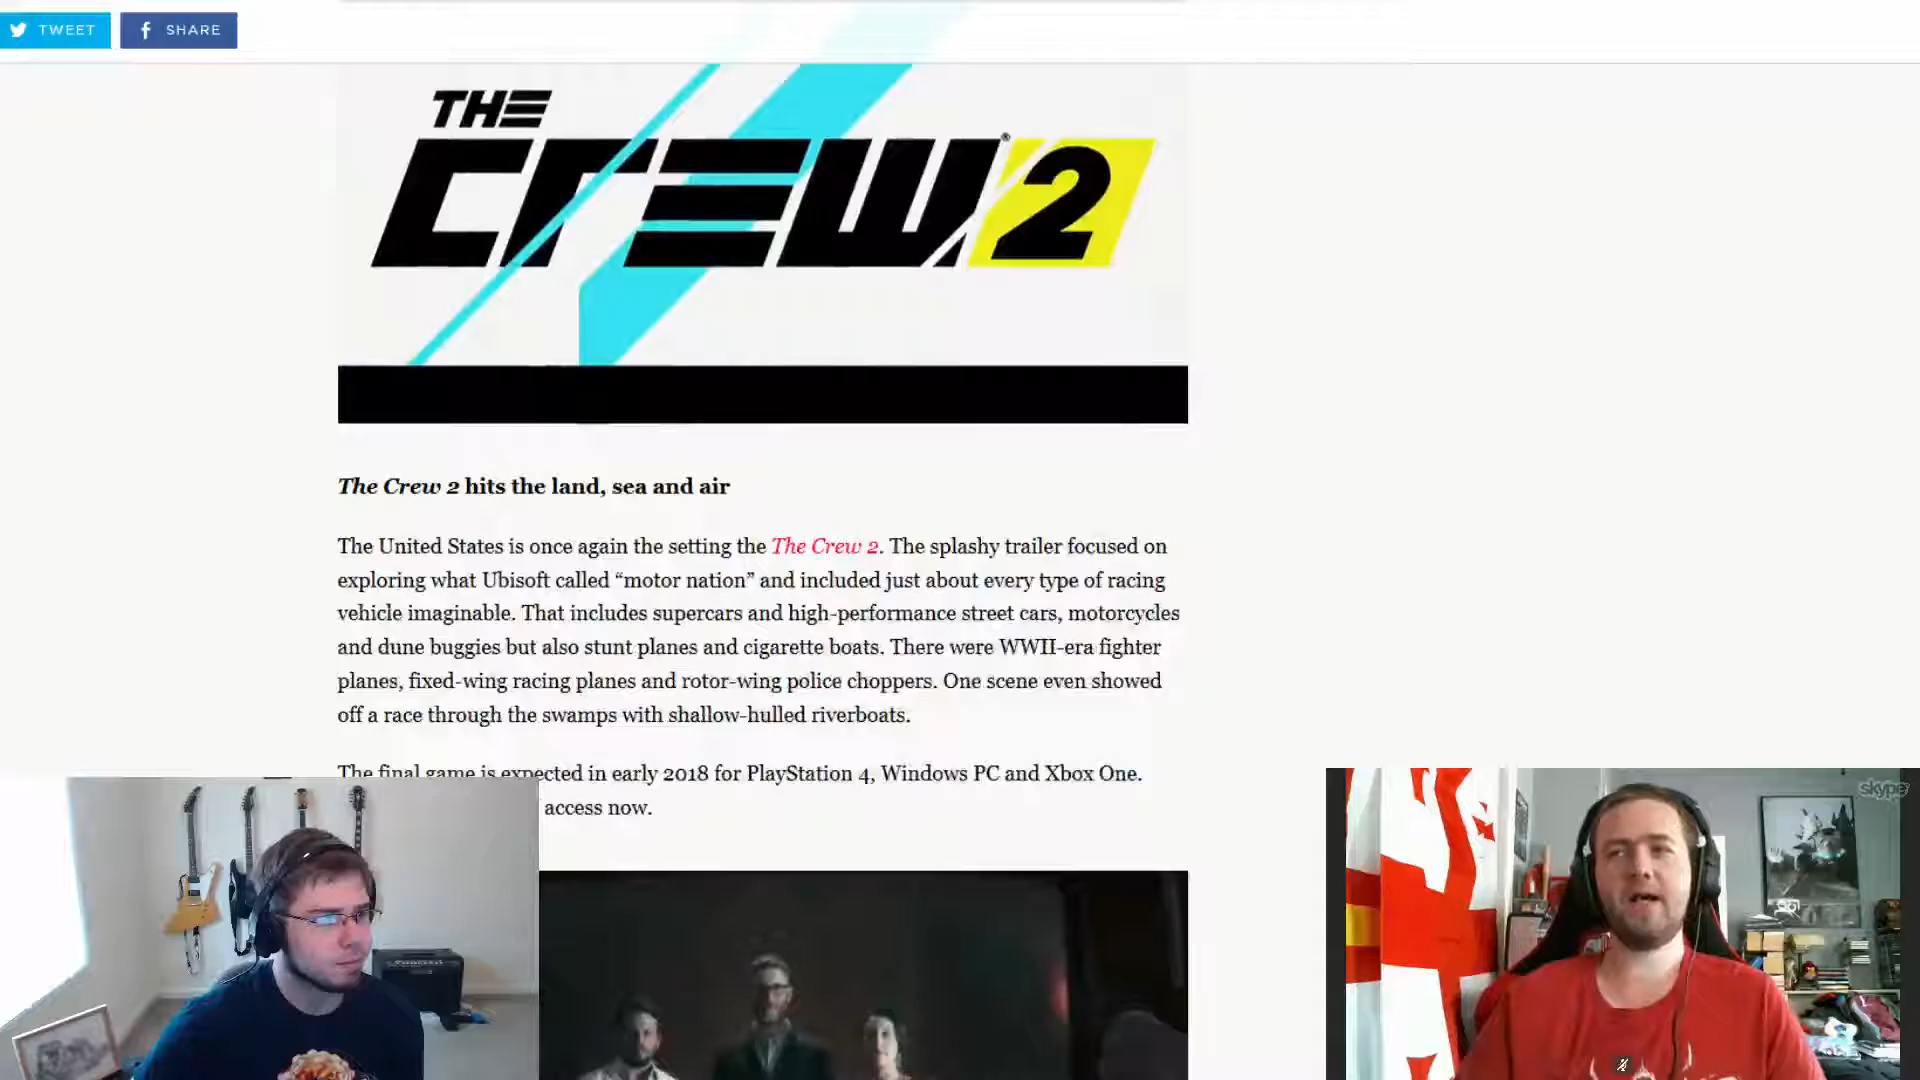 TWEET
SHARE
THE
CREW 2
The Crew 2 hits the land, sea and air
The United States is once again the setting the The Crew 2. The splashy trailer focused on
exploring what Ubisoft called “motor nation” and included just about every type of racing
vehicle imaginable. That includes supercars and high-performance street cars, motorcycles
and dune buggies but also stunt planes and cigarette boats. There were WWII-era fighter
planes, fixed-wing racing planes and rotor-wing police choppers. One scene even showed
off a race through the swamps with shallow-hulled riverboats.
The final game is expected in early 2018 for PlayStation 4, Windows PC and Xbox One.
access now.
skype